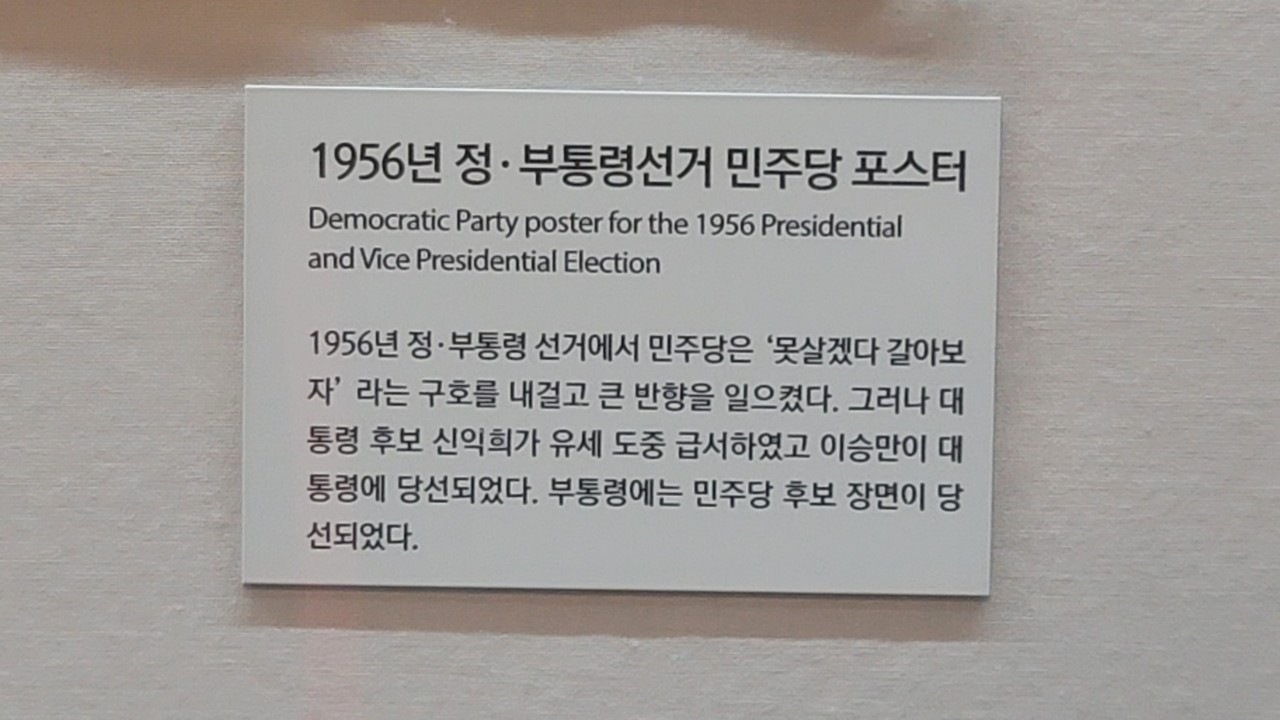 1956년 정·부통령선거 민주당 포스터
Democratic Party poster for the 1956 Presidential
and Vice Presidential Election
1956년 정·부통령 선거에서 민주당은 ‘못살겠다 갈아보
자’ 라는 구호를 내걸고 큰 반향을 일으켰다. 그러나 대
통령 후보 신익희가 유세 도중 급서하였고 이승만이 대
통령에 당선되었다. 부통령에는 민주당 후보 장면이 당
선되었다.